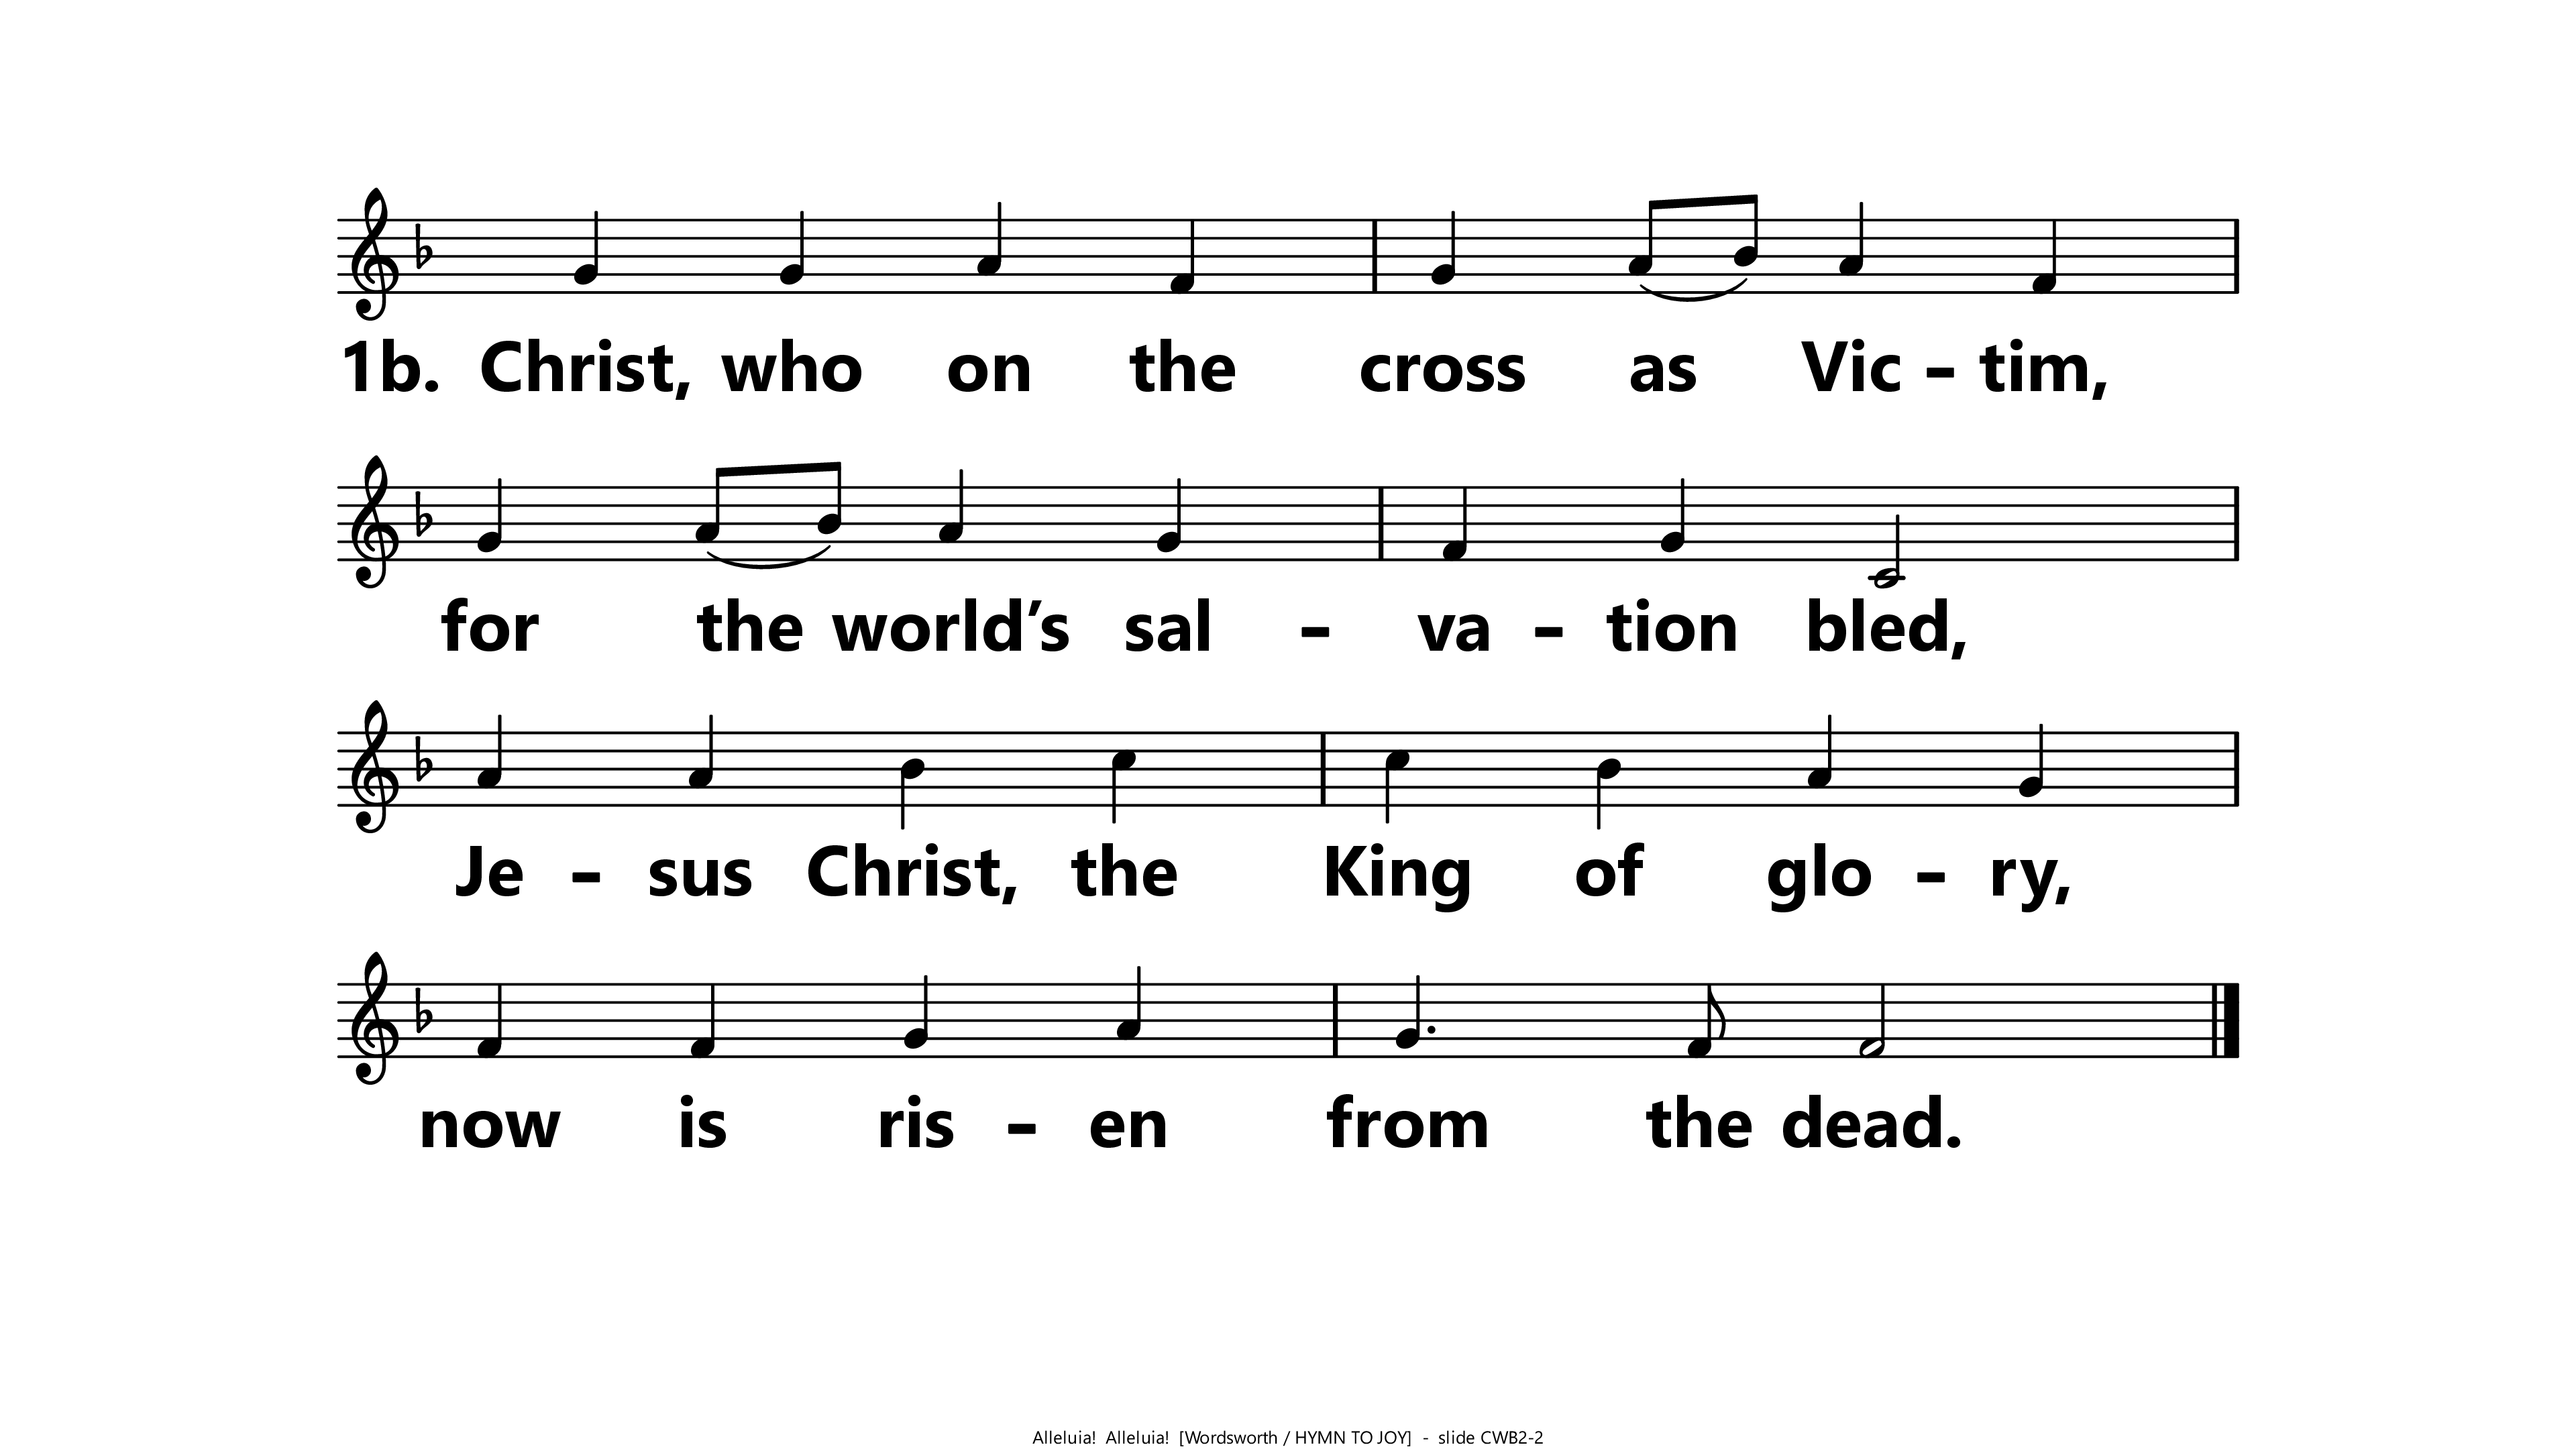 1b. Christ, who on the cross as Vic - tim,
for the world’s sal - va - tion bled,
Je - sus Christ, the King of glo - ry,
now is ris - en from the dead.
Alleluia! Alleluia! [Wordsworth / HYMN TO JOY] - slide CWB2-2